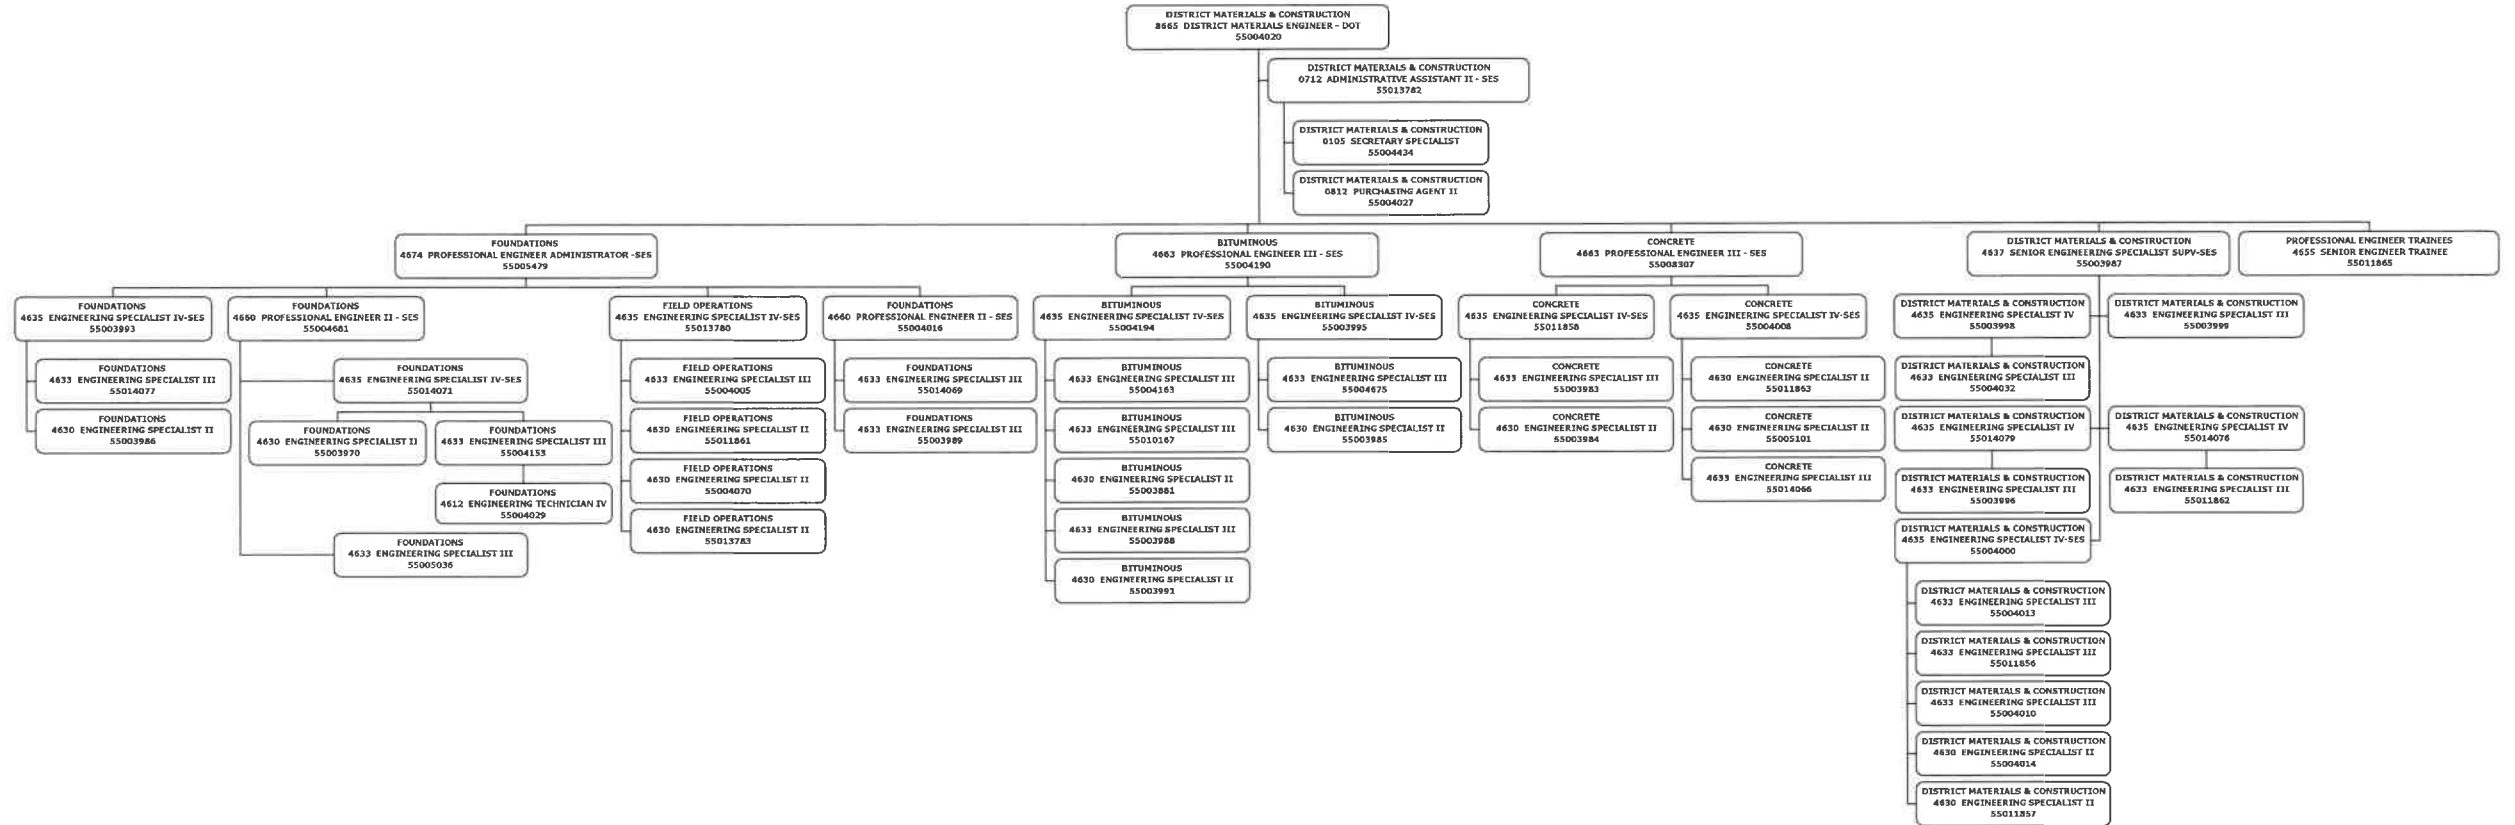 DISTRICT MATERIALS & CONSTRUCTION
8665 DISTRICT MATERIALS ENGINEER - DOT
55004020
DISTRICT MATERIALS & CONSTRUCTION
0712 ADMINISTRATIVE ASSISTANT II - SES
55013782
DISTRICT MATERIALS & CONSTRUCTION
0105 SECRETARY SPECIALIST
55004434
DISTRICT MATERIALS & CONSTRUCTION
0812 PURCHASING AGENT II
55004027
FOUNDATIONS
4674 PROFESSIONAL ENGINEER ADMINISTRATOR -SES
55005479
FOUNDATIONS
4635 ENGINEERING SPECIALIST IV-SES
55003993
FOUNDATIONS
4633 ENGINEERING SPECIALIST III
55014077
FOUNDATIONS
4630 ENGINEERING SPECIALIST II
55003986
FOUNDATIONS
4660 PROFESSIONAL ENGINEER II - SES
55004681
FOUNDATIONS
4635 ENGINEERING SPECIALIST IV-SES
55014071
FOUNDATIONS
4630 ENGINEERING SPECIALIST II
55003970
FOUNDATIONS
4633 ENGINEERING SPECIALIST III
55004153
FOUNDATIONS
4612 ENGINEERING TECHNICIAN IV
55004029
FOUNDATIONS
4633 ENGINEERING SPECIALIST III
55005036
FIELD OPERATIONS
4635 ENGINEERING SPECIALIST IV-SES
55013780
FIELD OPERATIONS
4633 ENGINEERING SPECIALIST III
55004005
FIELD OPERATIONS
4630 ENGINEERING SPECIALIST II
55011861
FIELD OPERATIONS
4630 ENGINEERING SPECIALIST II
55004070
FIELD OPERATIONS
4630 ENGINEERING SPECIALIST II
55013783
FOUNDATIONS
4660 PROFESSIONAL ENGINEER II - SES
55004016
FOUNDATIONS
4633 ENGINEERING SPECIALIST III
55014069
FOUNDATIONS
4633 ENGINEERING SPECIALIST III
55003989
BITUMINOUS
4663 PROFESSIONAL ENGINEER III - SES
55004190
BITUMINOUS
4635 ENGINEERING SPECIALIST IV-SES
55004194
BITUMINOUS
4633 ENGINEERING SPECIALIST III
55004163
BITUMINOUS
4633 ENGINEERING SPECIALIST III
55010167
BITUMINOUS
4630 ENGINEERING SPECIALIST II
55003881
BITUMINOUS
4633 ENGINEERING SPECIALIST III
55003988
BITUMINOUS
4630 ENGINEERING SPECIALIST II
55003991
BITUMINOUS
4635 ENGINEERING SPECIALIST IV-SES
55003995
BITUMINOUS
4633 ENGINEERING SPECIALIST III
55004675
BITUMINOUS
4630 ENGINEERING SPECIALIST II
55003985
CONCRETE
4663 PROFESSIONAL ENGINEER III - SES
55008307
CONCRETE
4635 ENGINEERING SPECIALIST IV-SES
55011858
CONCRETE
4633 ENGINEERING SPECIALIST III
55003983
CONCRETE
4630 ENGINEERING SPECIALIST II
55003984
CONCRETE
4635 ENGINEERING SPECIALIST IV-SES
55004008
CONCRETE
4630 ENGINEERING SPECIALIST II
55011863
CONCRETE
4630 ENGINEERING SPECIALIST II
55005101
CONCRETE
4633 ENGINEERING SPECIALIST III
55014066
DISTRICT MATERIALS & CONSTRUCTION
4637 SENIOR ENGINEERING SPECIALIST SUPV-SES
55003987
DISTRICT MATERIALS & CONSTRUCTION
4635 ENGINEERING SPECIALIST IV
55003998
DISTRICT MATERIALS & CONSTRUCTION
4633 ENGINEERING SPECIALIST III
55003999
DISTRICT MATERIALS & CONSTRUCTION
4633 ENGINEERING SPECIALIST III
55004032
DISTRICT MATERIALS & CONSTRUCTION
4635 ENGINEERING SPECIALIST IV
55014079
DISTRICT MATERIALS & CONSTRUCTION
4635 ENGINEERING SPECIALIST IV
55014076
DISTRICT MATERIALS & CONSTRUCTION
4633 ENGINEERING SPECIALIST III
55003996
DISTRICT MATERIALS & CONSTRUCTION
4633 ENGINEERING SPECIALIST III
55011862
DISTRICT MATERIALS & CONSTRUCTION
4635 ENGINEERING SPECIALIST IV-SES
55004000
DISTRICT MATERIALS & CONSTRUCTION
4633 ENGINEERING SPECIALIST III
55004013
DISTRICT MATERIALS & CONSTRUCTION
4633 ENGINEERING SPECIALIST III
55011856
DISTRICT MATERIALS & CONSTRUCTION
4633 ENGINEERING SPECIALIST III
55004010
DISTRICT MATERIALS & CONSTRUCTION
4630 ENGINEERING SPECIALIST II
55004014
DISTRICT MATERIALS & CONSTRUCTION
4630 ENGINEERING SPECIALIST II
55011857
PROFESSIONAL ENGINEER TRAINEES
4655 SENIOR ENGINEER TRAINEE
55011865